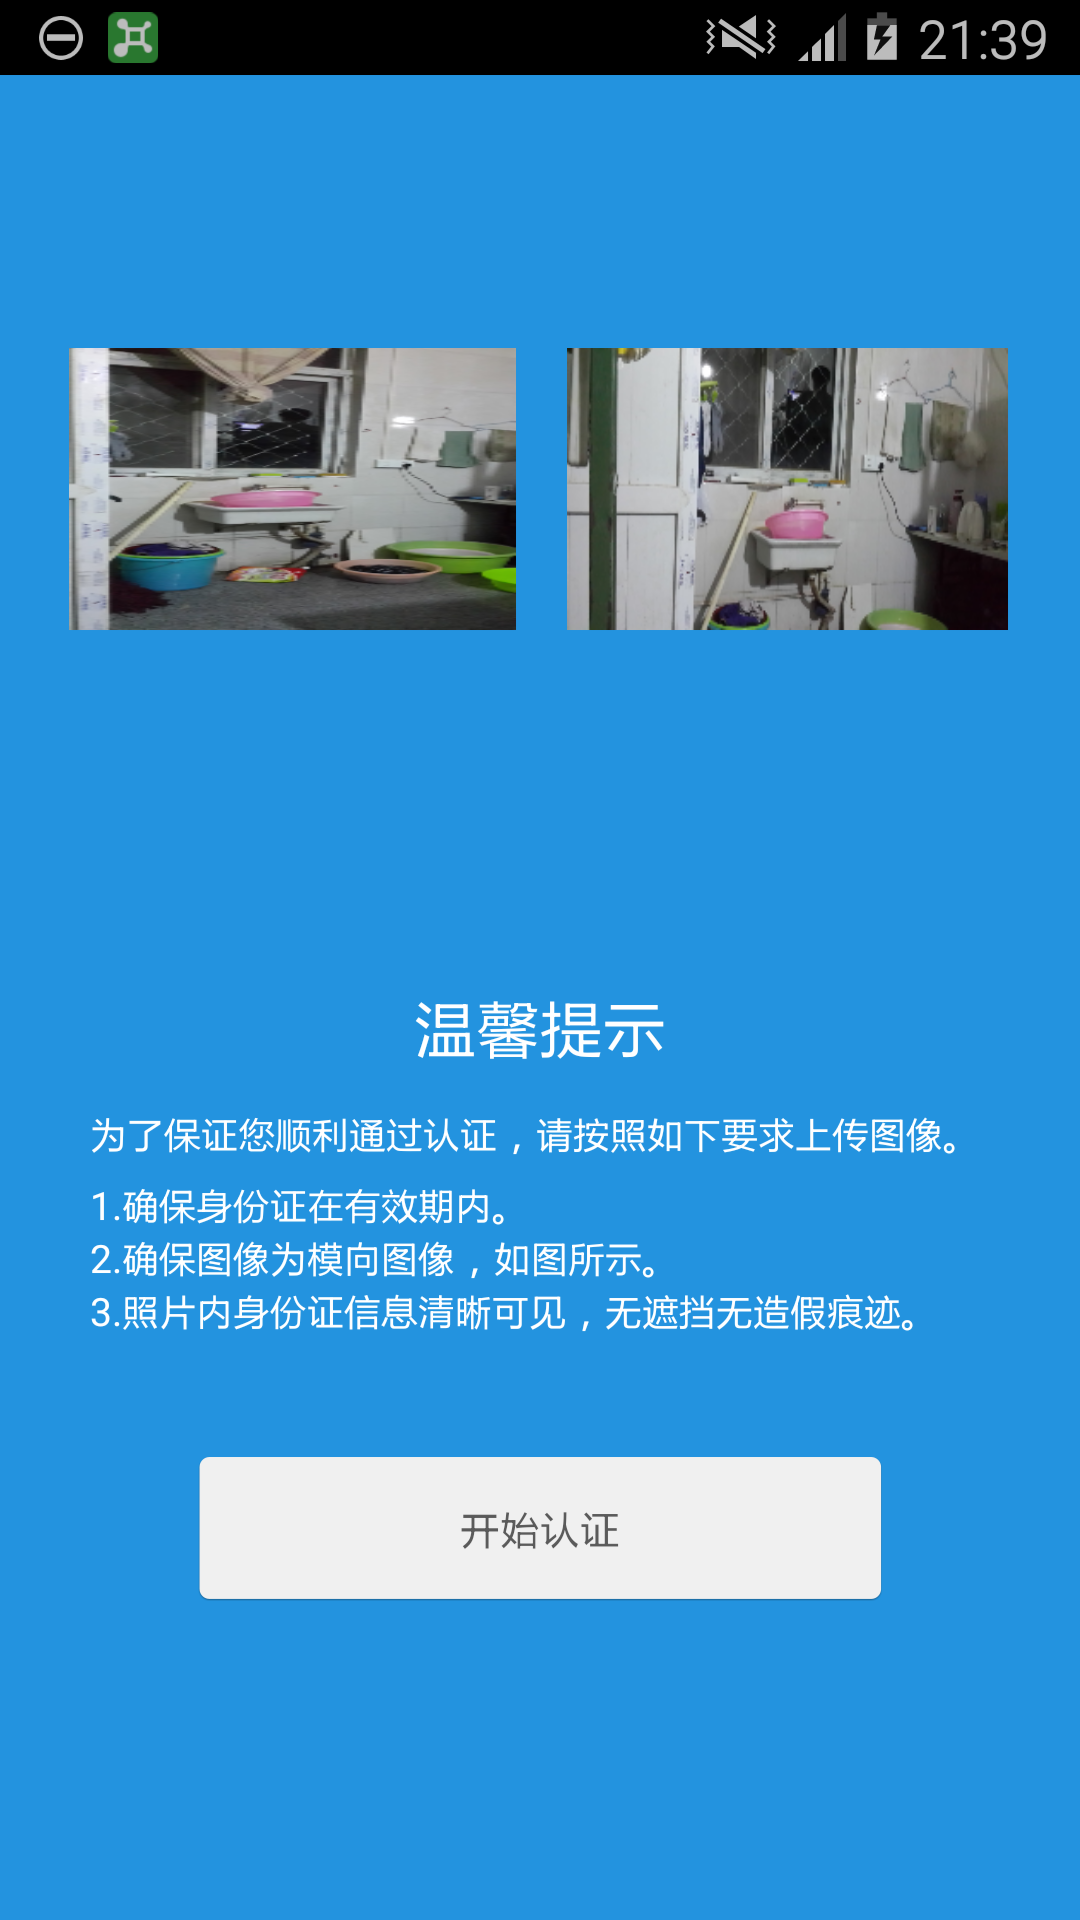 21:39
温馨提示
为了保证您顺利通过认证，请按照如下要求上传图像。
1.确保身份证在有效期内。
2.确保图像为模向图像，如图所示。
3.照片内身份证信息清晰可见，无遮挡无造假痕迹。
开始认证